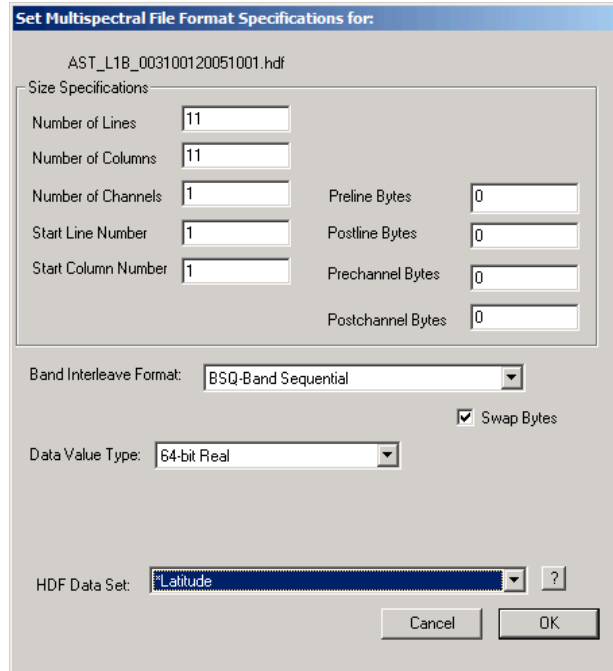 Set Multispectral File Format Specifications for:
AST_L1B_003100120051001.hdf
Size Specifications
Number of Lines 11
Number of Columns 11
Number of Channels 1
Preline Bytes 0
Start Line Number 1
Postline Bytes 0
Start Column Number 1
Prechannel Bytes 0
Postchannel Bytes 0
Band Interleave Format: BSQ-Band Sequential
Swap Bytes
Data Value Type: 64-bit Real
HDF Data Set: *Latitude ?
Cancel OK